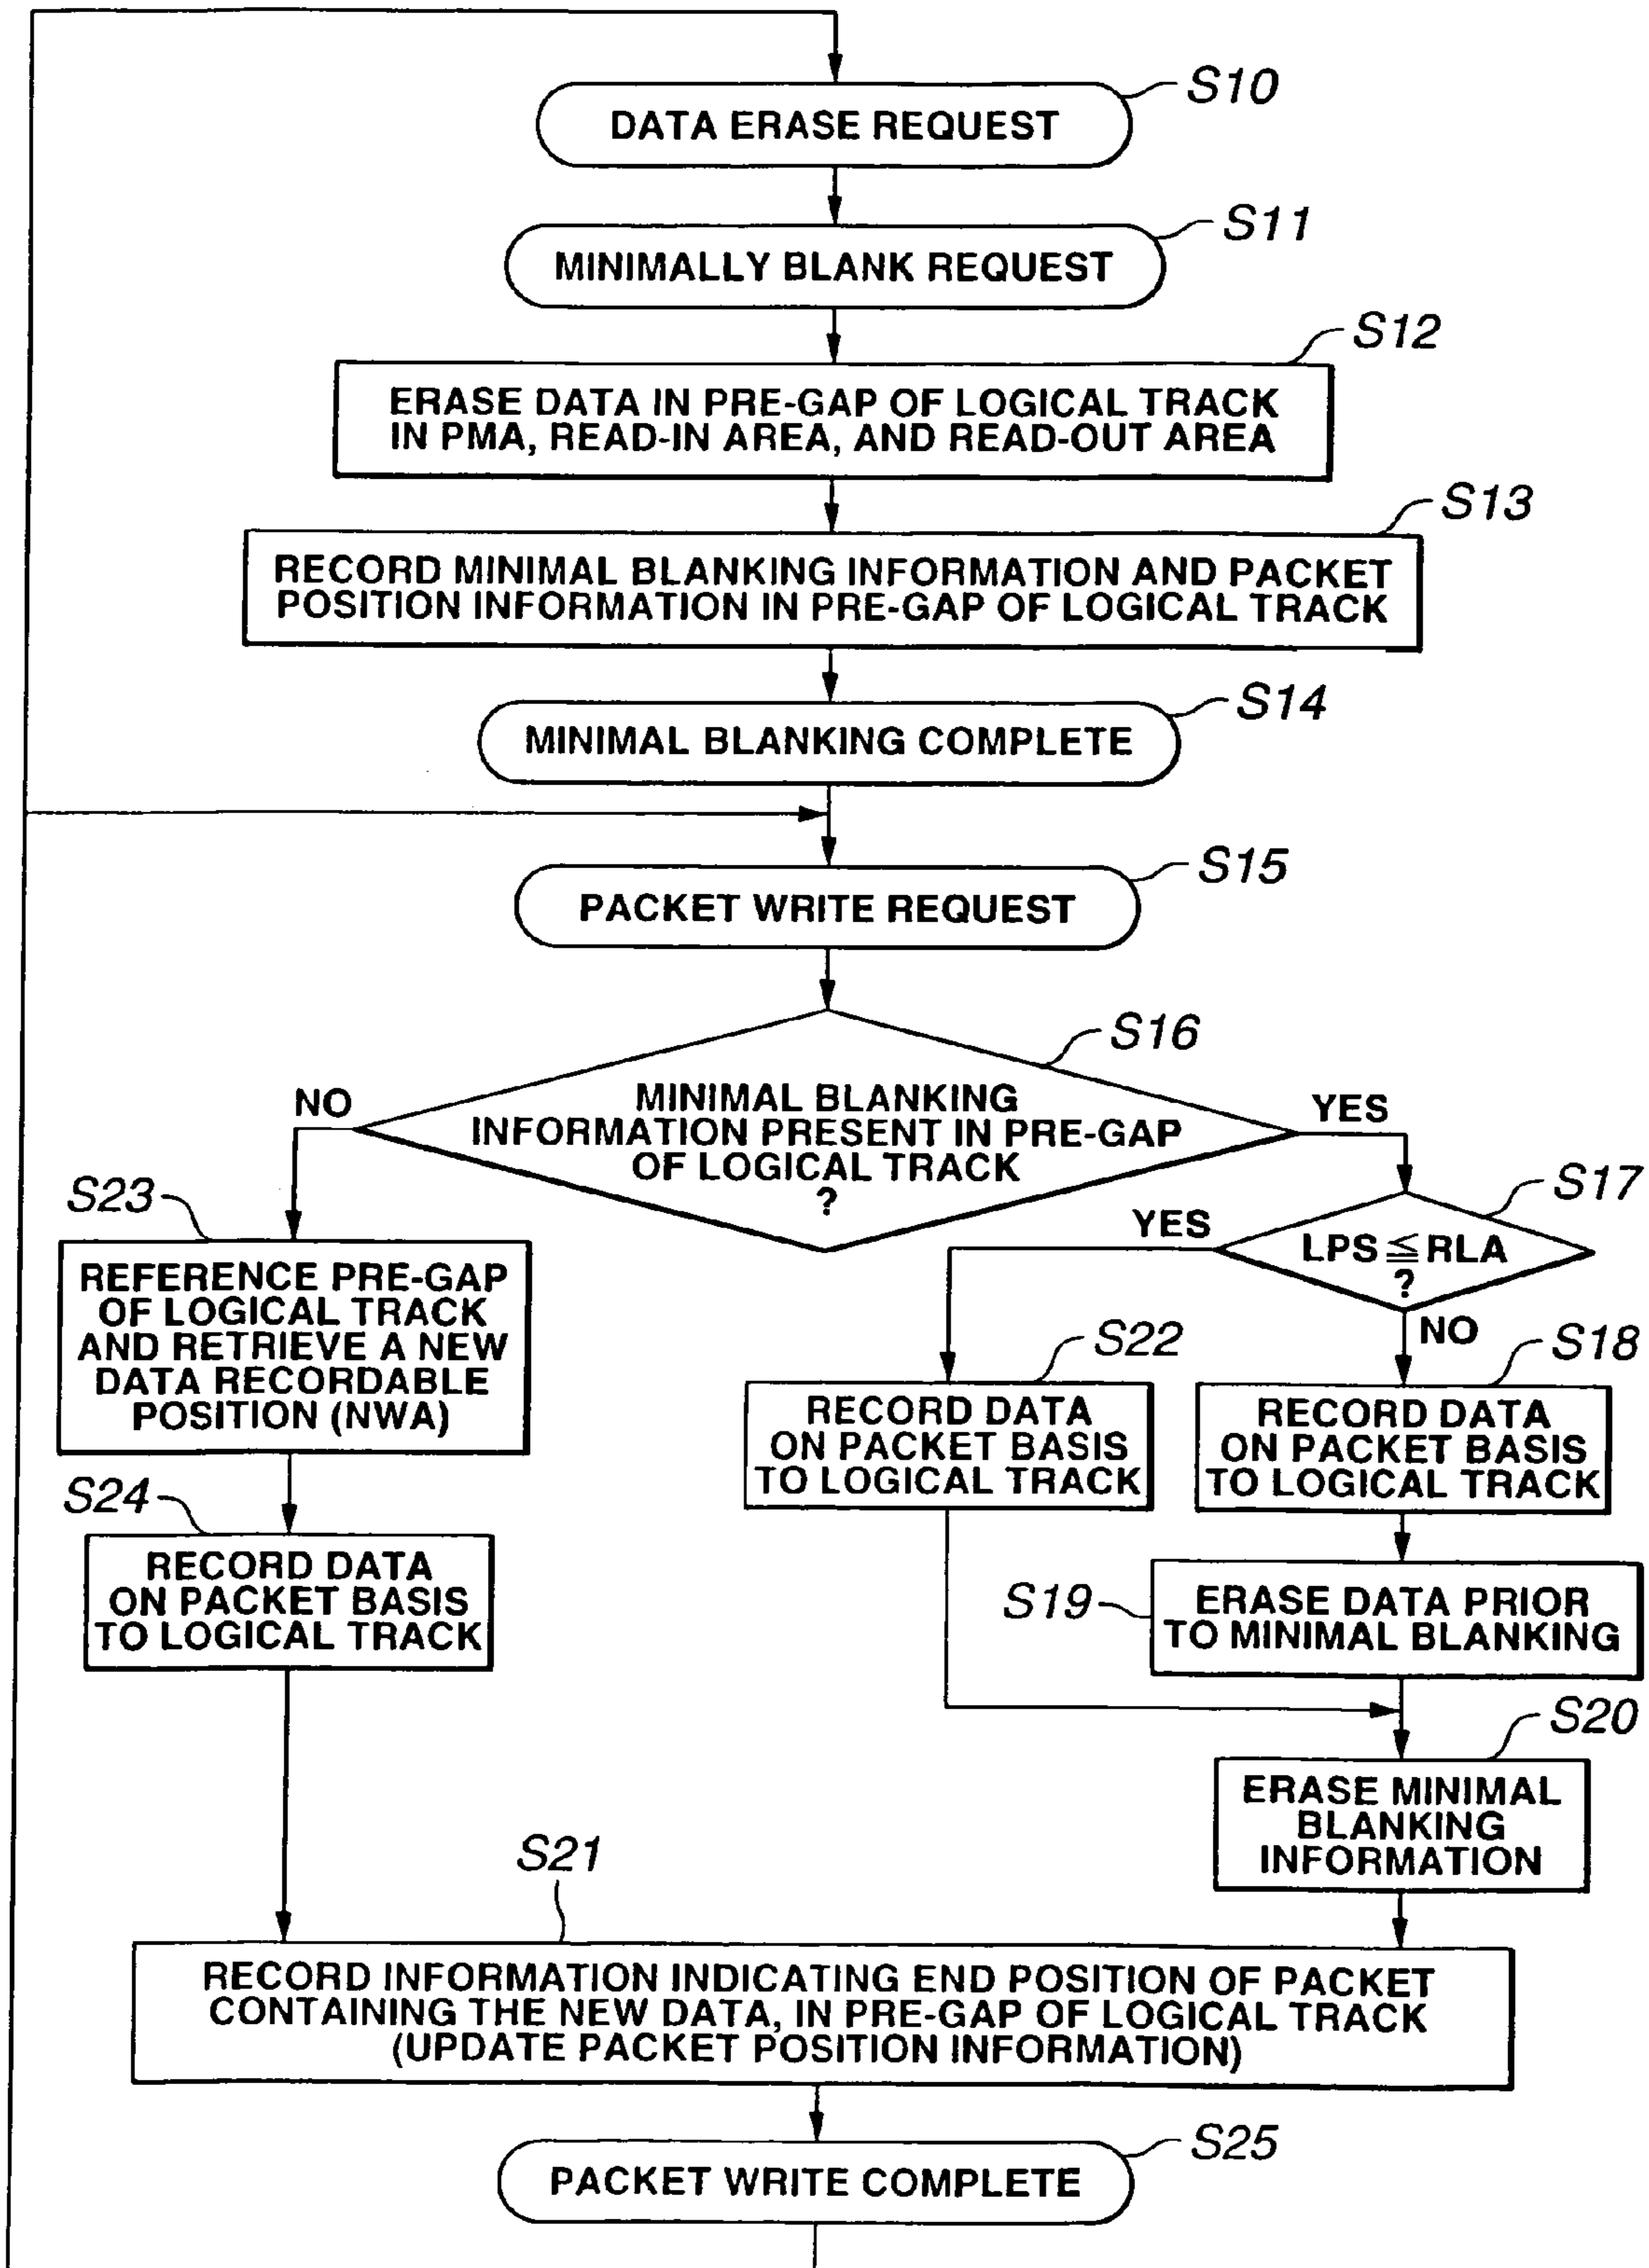 S10
DATA ERASE REQUEST
S11
MINIMALLY BLANK REQUEST
S12
ERASE DATA IN PRE-GAP OF LOGICAL TRACK
IN PMA, READ-IN AREA, AND READ-OUT AREA
S13
RECORD MINIMAL BLANKING INFORMATION AND PACKET
POSITION INFORMATION IN PRE-GAP OF LOGICAL TRACK
S14
MINIMAL BLANKING COMPLETE
S15
PACKET WRITE REQUEST
S16
MINIMAL BLANKING
INFORMATION PRESENT IN PRE-GAP
OF LOGICAL TRACK
?
NO
YES
S17
LPS ≦ RLA
?
YES
NO
S23
REFERENCE PRE-GAP
OF LOGICAL TRACK
AND RETRIEVE A NEW
DATA RECORDABLE
POSITION (NWA)
S22
RECORD DATA
ON PACKET BASIS
TO LOGICAL TRACK
S18
RECORD DATA
ON PACKET BASIS
TO LOGICAL TRACK
S24
RECORD DATA
ON PACKET BASIS
TO LOGICAL TRACK
S19
ERASE DATA PRIOR
TO MINIMAL BLANKING
S20
ERASE MINIMAL
BLANKING
INFORMATION
S21
RECORD INFORMATION INDICATING END POSITION OF PACKET
CONTAINING THE NEW DATA, IN PRE-GAP OF LOGICAL TRACK
(UPDATE PACKET POSITION INFORMATION)
S25
PACKET WRITE COMPLETE